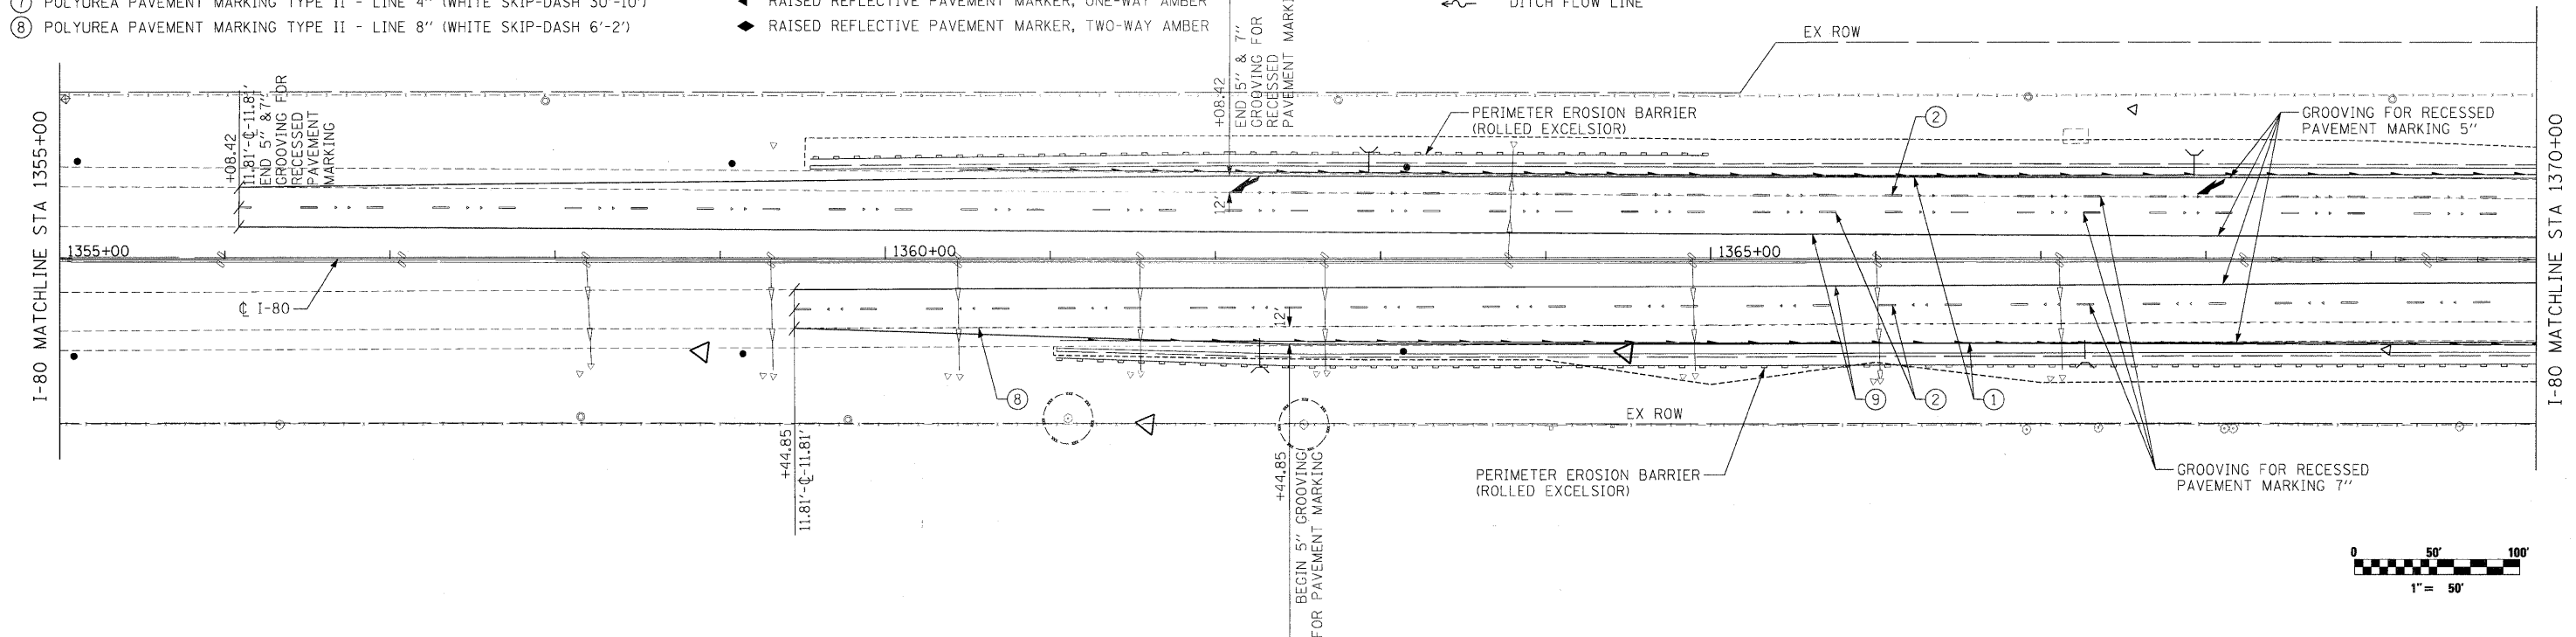 ⑦ POLYUREA PAVEMENT MARKING TYPE II - LINE 4" (WHITE SKIP-DASH 30'-10')
⑧ POLYUREA PAVEMENT MARKING TYPE II - LINE 8" (WHITE SKIP-DASH 6'-2')
RAISED REFLECTIVE PAVEMENT MARKER, ONE-WAY AMBER
RAISED REFLECTIVE PAVEMENT MARKER, TWO-WAY AMBER
DITCH FLOW LINE
EX ROW
I-80 MATCHLINE STA 1355+00
+08.42
11.81'-℄-11.81'
END 5" & 7"
GROOVING FOR
RECESSED
PAVEMENT
MARKING
+08.42
END 5" & 7"
GROOVING FOR
RECESSED
PAVEMENT
PERIMETER EROSION BARRIER
(ROLLED EXCELSIOR)
②
GROOVING FOR RECESSED
PAVEMENT MARKING 5"
I-80 MATCHLINE STA 1370+00
12'
1355+00
1360+00
1365+00
℄ I-80
12'
⑧
⑨
②
①
EX ROW
+44.85
11.81'-℄-11.81'
+44.85
BEGIN 5" GROOVING
FOR PAVEMENT MARKING
PERIMETER EROSION BARRIER
(ROLLED EXCELSIOR)
GROOVING FOR RECESSED
PAVEMENT MARKING 7"
0 50' 100'
1" = 50'